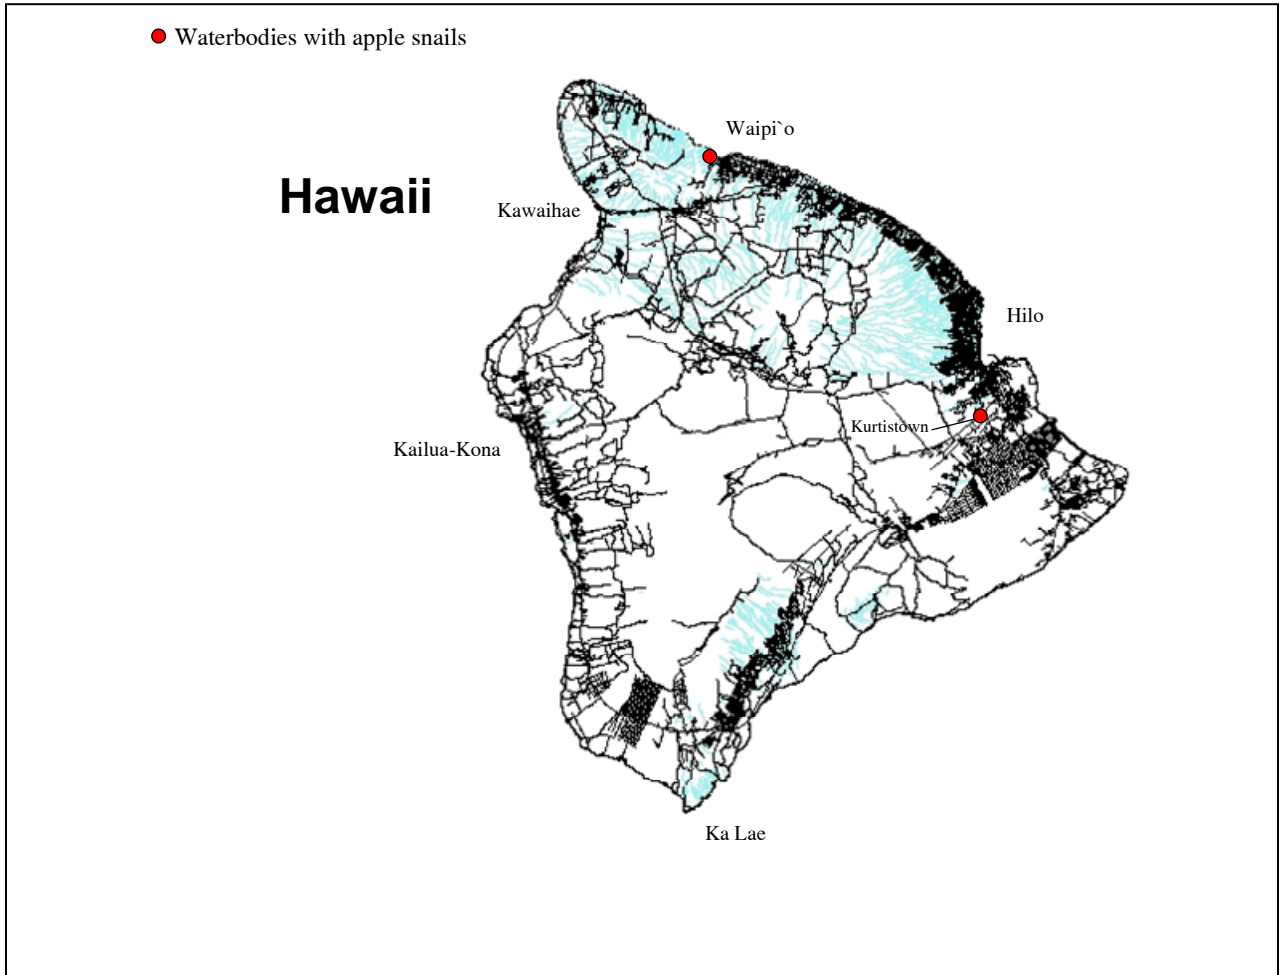 Waterbodies with apple snails
Waipi`o
Hawaii
Kawaihae
Hilo
Kurtistown
Kailua-Kona
Ka Lae